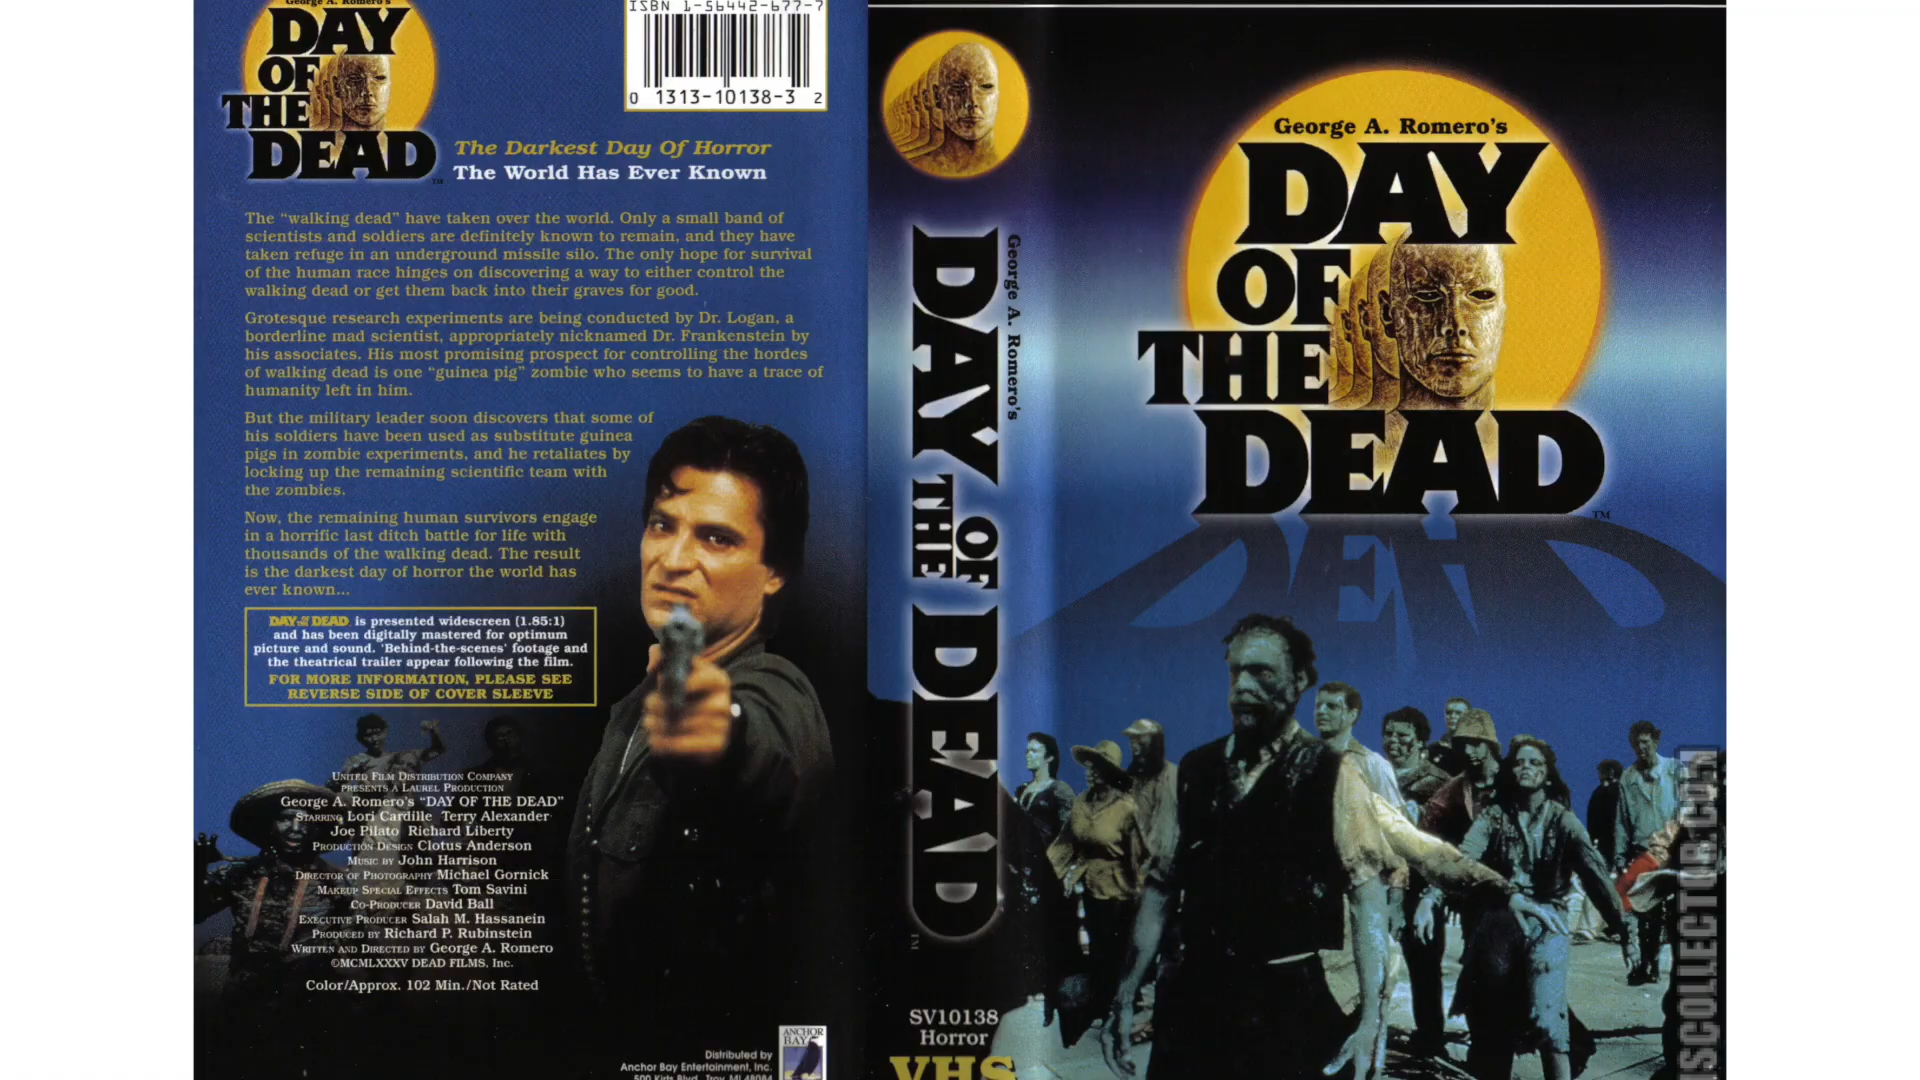 George A. Romero's
DAY
OF
THE
DEAD
TM
ISBN 1-56442-677-7
0 1313-10138-3 2
The Darkest Day Of Horror
The World Has Ever Known
The “walking dead” have taken over the world. Only a small band of
scientists and soldiers are definitely known to remain, and they have
taken refuge in an underground missile silo. The only hope for survival
of the human race hinges on discovering a way to either control the
walking dead or get them back into their graves for good.
Grotesque research experiments are being conducted by Dr. Logan, a
borderline mad scientist, appropriately nicknamed Dr. Frankenstein by
his associates. His most promising prospect for controlling the hordes
of walking dead is one “guinea pig” zombie who seems to have a trace of
humanity left in him.
But the military leader soon discovers that some of
his soldiers have been used as substitute guinea
pigs in zombie experiments, and he retaliates by
locking up the remaining scientific team with
the zombies.
Now, the remaining human survivors engage
in a horrific last ditch battle for life with
thousands of the walking dead. The result
is the darkest day of horror the world has
ever known...
DAY OF THE DEAD is presented widescreen (1.85:1)
and has been digitally mastered for optimum
picture and sound. 'Behind-the-scenes' footage and
the theatrical trailer appear following the film.
FOR MORE INFORMATION, PLEASE SEE
REVERSE SIDE OF COVER SLEEVE
United Film Distribution Company
presents a Laurel Production
George A. Romero's “DAY OF THE DEAD”
Starring Lori Cardille Terry Alexander
Joe Pilato Richard Liberty
Production Design Cletus Anderson
Music by John Harrison
Director of Photography Michael Gornick
Makeup Special Effects Tom Savini
Co-Producer David Ball
Executive Producer Salah M. Hassanein
Produced by Richard P. Rubinstein
Written and Directed by George A. Romero
©MCMLXXXV DEAD FILMS, Inc.
Color/Approx. 102 Min./Not Rated
Distributed by
Anchor Bay Entertainment, Inc.
500 Kirts Blvd., Troy, MI 48084
ANCHOR
BAY
George A. Romero's
DAY OF THE DEAD
TM
SV10138
Horror
VHS
George A. Romero's
DAY
OF
THE
DEAD
TM
DEAD
SCOLLECTOR.COM